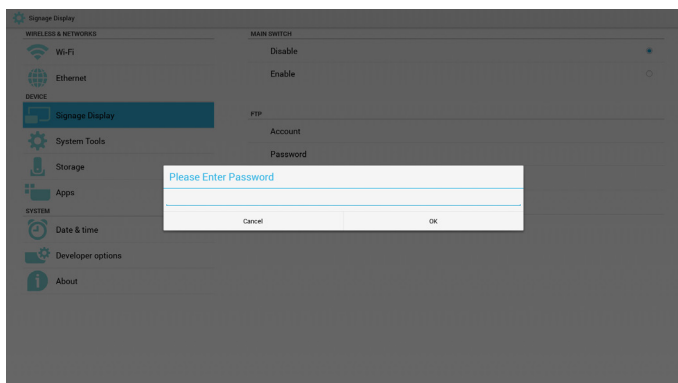 Signage Display
WIRELESS & NETWORKS
Wi-Fi
Ethernet
DEVICE
Signage Display
System Tools
Storage
Apps
SYSTEM
Date & time
Developer options
About
MAIN SWITCH
Disable
Enable
FTP
Account
Password
Please Enter Password
Cancel
OK